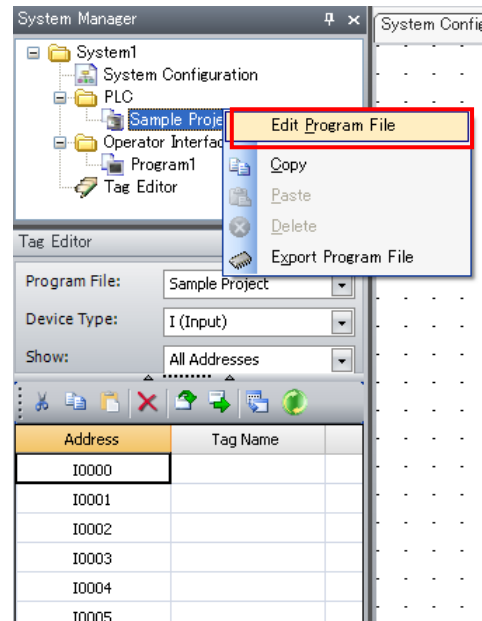 System Manager
System Config
System1
System Configuration
PLC
Sample Proje
Edit Program File
Operator Interfac
Copy
Program1
Paste
Tag Editor
Delete
Export Program File
Tag Editor
Program File:
Sample Project
Device Type:
I (Input)
Show:
All Addresses
Address Tag Name
I0000
I0001
I0002
I0003
I0004
I0005